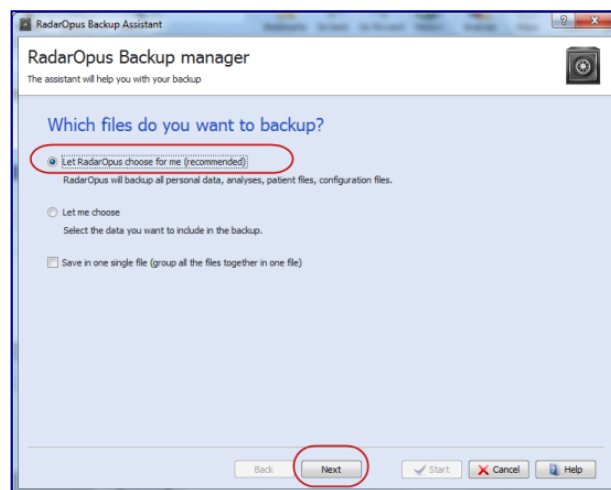 RadarOpus Backup Assistant
RadarOpus Backup manager
The assistant will help you with your backup
Which files do you want to backup?
Let RadarOpus choose for me (recommended)
RadarOpus will backup all personal data, analyses, patient files, configuration files.
Let me choose
Select the data you want to include in the backup.
Save in one single file (group all the files together in one file)
Back Next Start Cancel Help